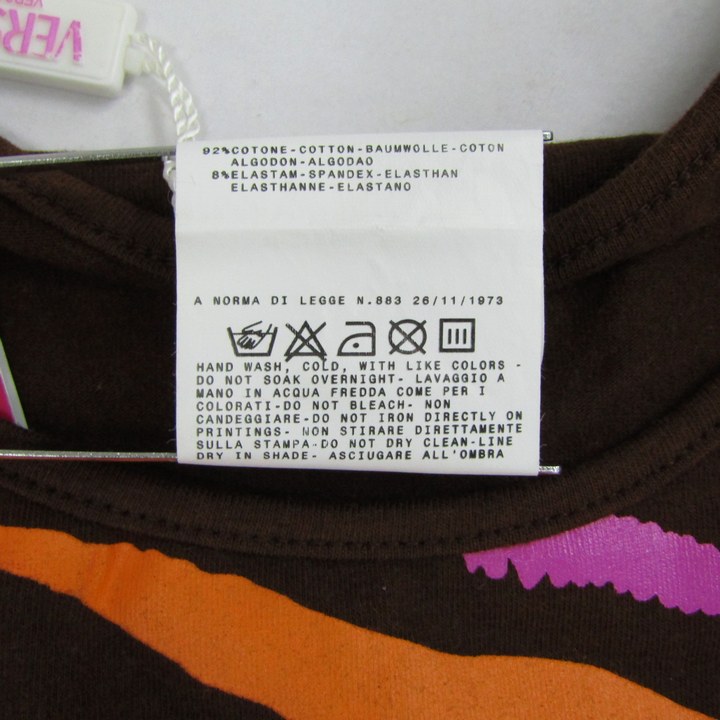 VERS
92%COTONE-COTTON-BAUMWOLLE-COTON
ALGODON-ALGODAO
8%ELASTAM-SPANDEX-ELASTHAN
ELASTHANNE-ELASTANO
A NORMA DI LEGGE N.883 26/11/1973
HAND WASH, COLD, WITH LIKE COLORS -
DO NOT SOAK OVERNIGHT- LAVAGGIO A
MANO IN ACQUA FREDDA COME PER I
COLORATI-DO NOT BLEACH- NON
CANDEGGIARE-DO NOT IRON DIRECTLY ON
PRINTINGS- NON STIRARE DIRETTAMENTE
SULLA STAMPA-DO NOT DRY CLEAN-LINE
DRY IN SHADE- ASCIUGARE ALL'OMBRA